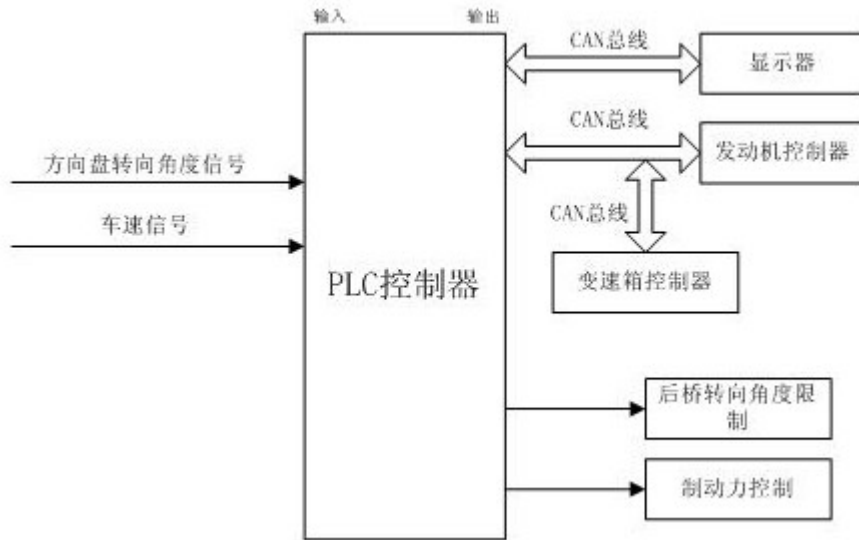 输入
输出
CAN总线
显示器
CAN总线
发动机控制器
方向盘转向角度信号
CAN总线
车速信号
变速箱控制器
PLC控制器
后桥转向角度限
制
制动力控制